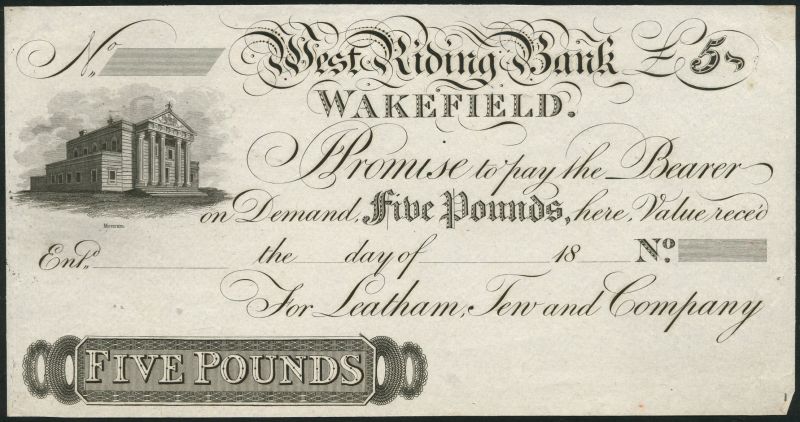 No. West Riding Bank £5
WAKEFIELD.
I Promise to pay the Bearer
on Demand, Five Pounds, here, Value rece'd
Entd. the day of 18 No.
For Leatham, Tew and Company
FIVE POUNDS